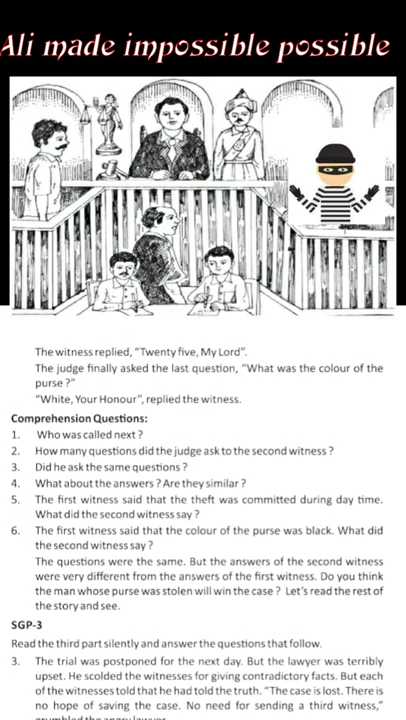 Ali made impossible possible
The witness replied, “Twenty five, My Lord”.
The judge finally asked the last question, “What was the colour of the
purse ?”
“White, Your Honour”, replied the witness.
Comprehension Questions:
1. Who was called next ?
2. How many questions did the judge ask to the second witness ?
3. Did he ask the same questions ?
4. What about the answers ? Are they similar ?
5. The first witness said that the theft was committed during day time.
What did the second witness say ?
6. The first witness said that the colour of the purse was black. What did
the second witness say ?
The questions were the same. But the answers of the second witness
were very different from the answers of the first witness. Do you think
the man whose purse was stolen will win the case ? Let’s read the rest of
the story and see.
SGP-3
Read the third part silently and answer the questions that follow.
3. The trial was postponed for the next day. But the lawyer was terribly
upset. He scolded the witnesses for giving contradictory facts. But each
of the witnesses told that he had told the truth. “The case is lost. There is
no hope of saving the case. No need for sending a third witness,”
grumbled the angry lawyer.